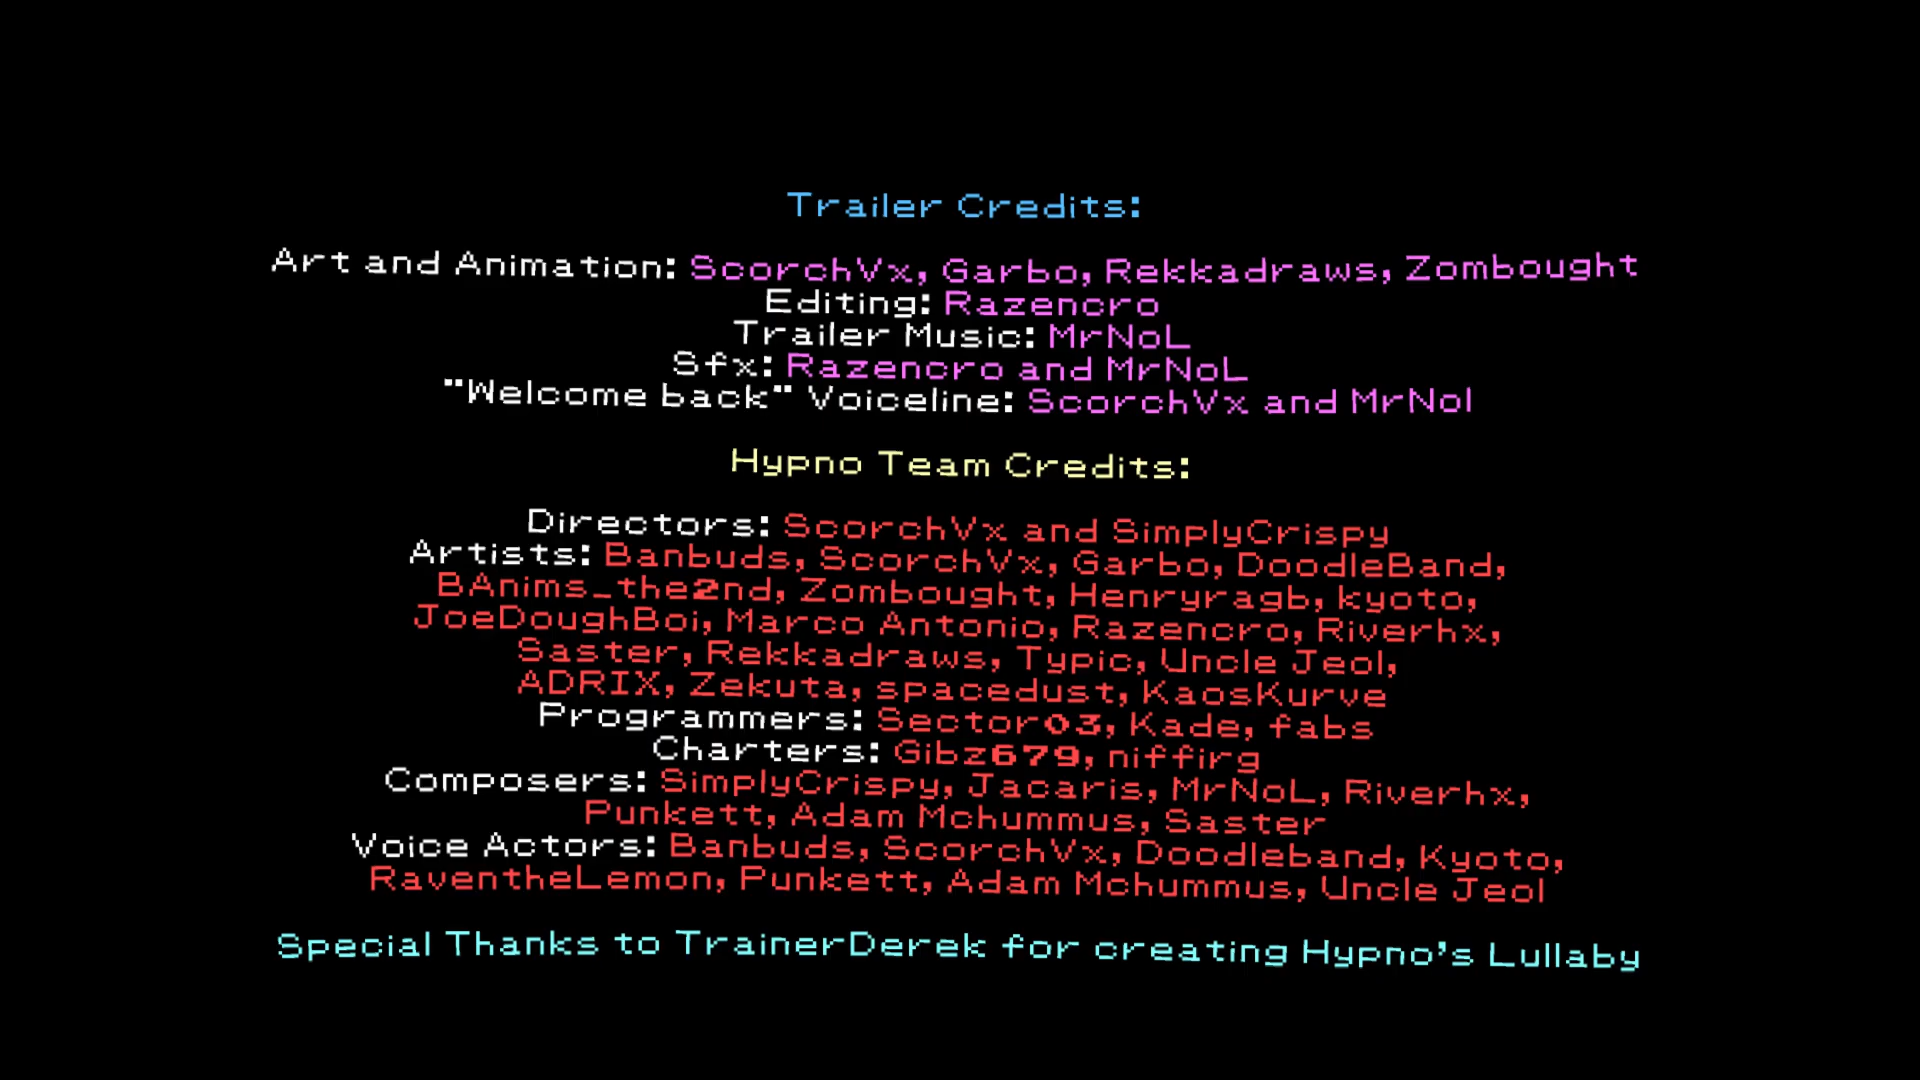 Trailer Credits:
Art and Animation: ScorchVx, Garbo, Rekkadraws, Zombought
Editing: Razencro
Trailer Music: MrNoL
Sfx: Razencro and MrNoL
"Welcome back" Voiceline: ScorchVx and MrNol
Hypno Team Credits:
Directors: ScorchVx and SimplyCrispy
Artists: Banbuds, ScorchVx, Garbo, DoodleBand,
BAnims_the2nd, Zombought, Henryragb, kyoto,
JoeDoughBoi, Marco Antonio, Razencro, Riverhx,
Saster, Rekkadraws, Typic, Uncle Jeol,
ADRIX, Zekuta, spacedust, KaosKurve
Programmers: Sector03, Kade, fabs
Charters: Gibz679, niffirg
Composers: SimplyCrispy, Jacaris, MrNoL, Riverhx,
Punkett, Adam Mchummus, Saster
Voice Actors: Banbuds, ScorchVx, Doodleband, Kyoto,
RaventheLemon, Punkett, Adam Mchummus, Uncle Jeol
Special Thanks to TrainerDerek for creating Hypno's Lullaby